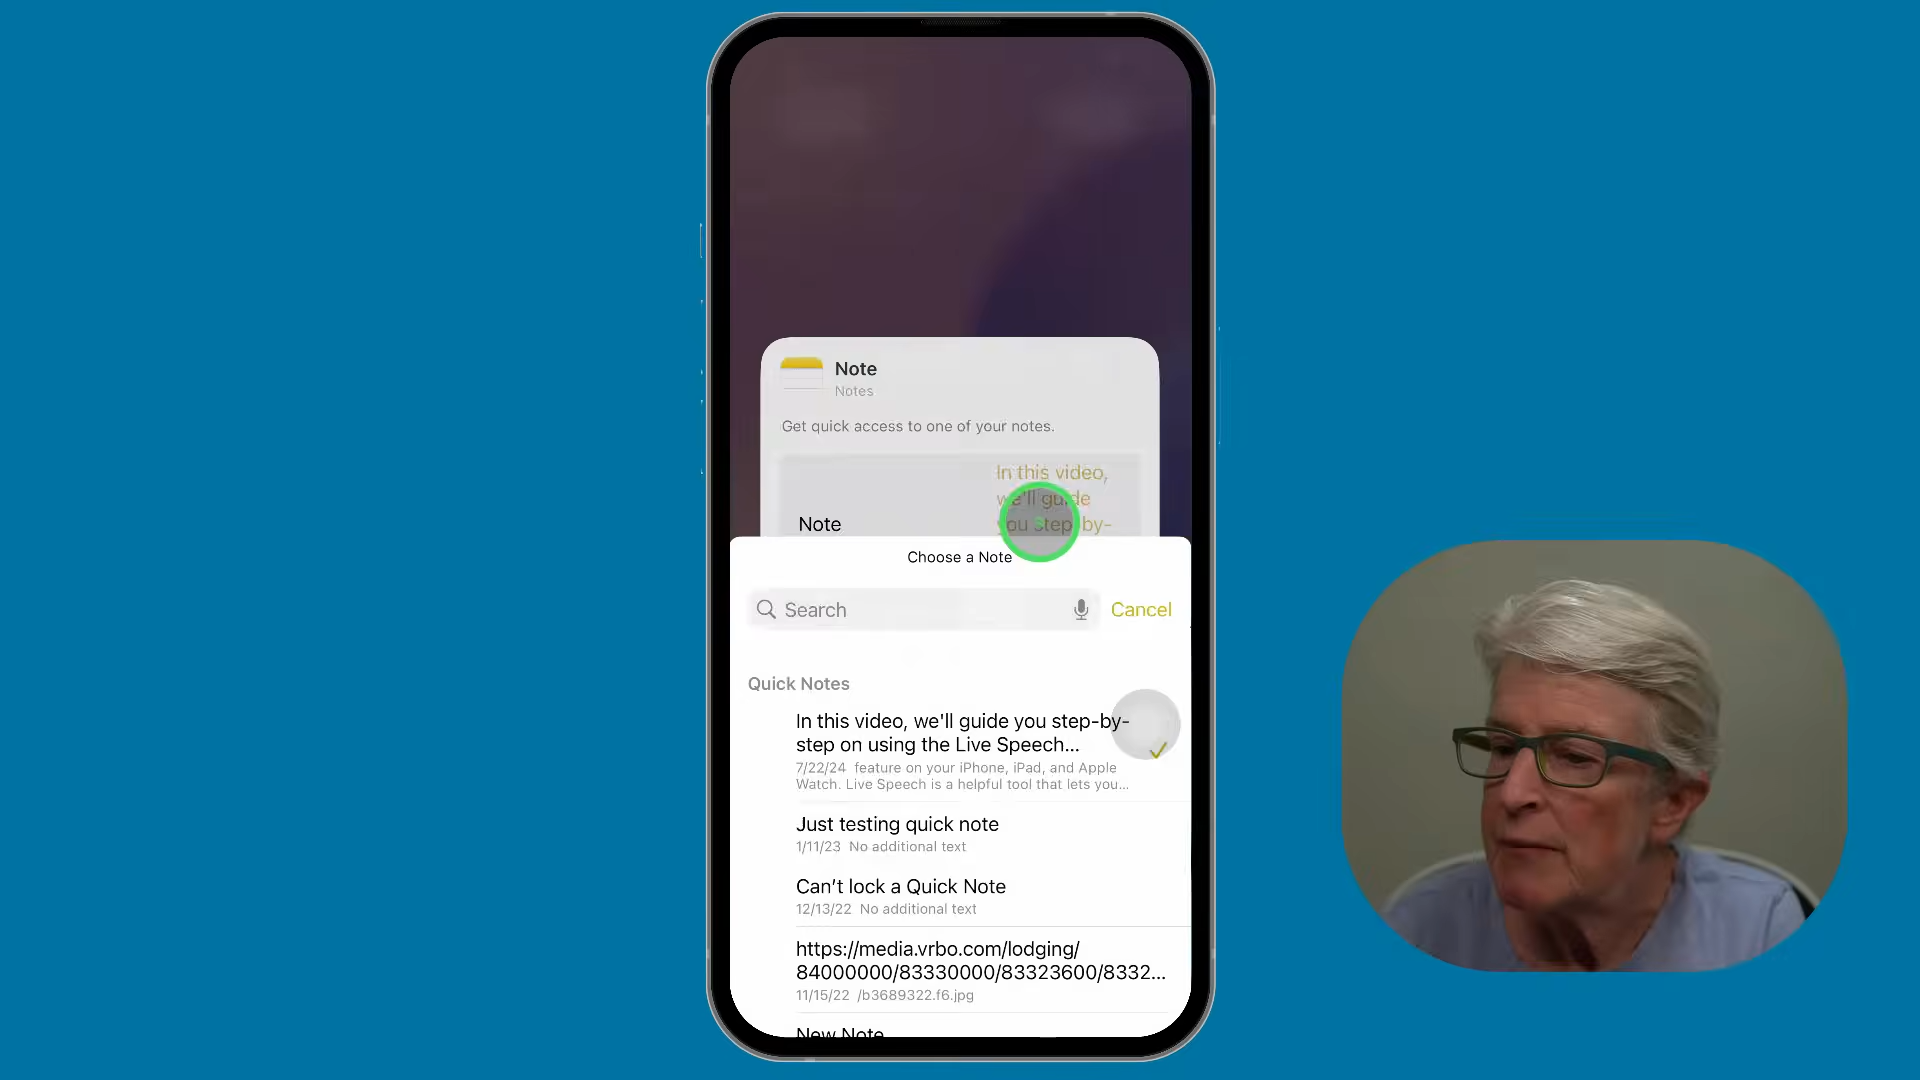 Note
Notes
Get quick access to one of your notes.
In this video,
we'll guide
Note
you step-by-
Choose a Note
Search
Cancel
Quick Notes
In this video, we'll guide you step-by-
step on using the Live Speech...
7/22/24 feature on your iPhone, iPad, and Apple
Watch. Live Speech is a helpful tool that lets you...
Just testing quick note
1/11/23 No additional text
Can't lock a Quick Note
12/13/22 No additional text
https://media.vrbo.com/lodging/
84000000/83330000/83323600/8332...
11/15/22 /b3689322.f6.jpg
New Note